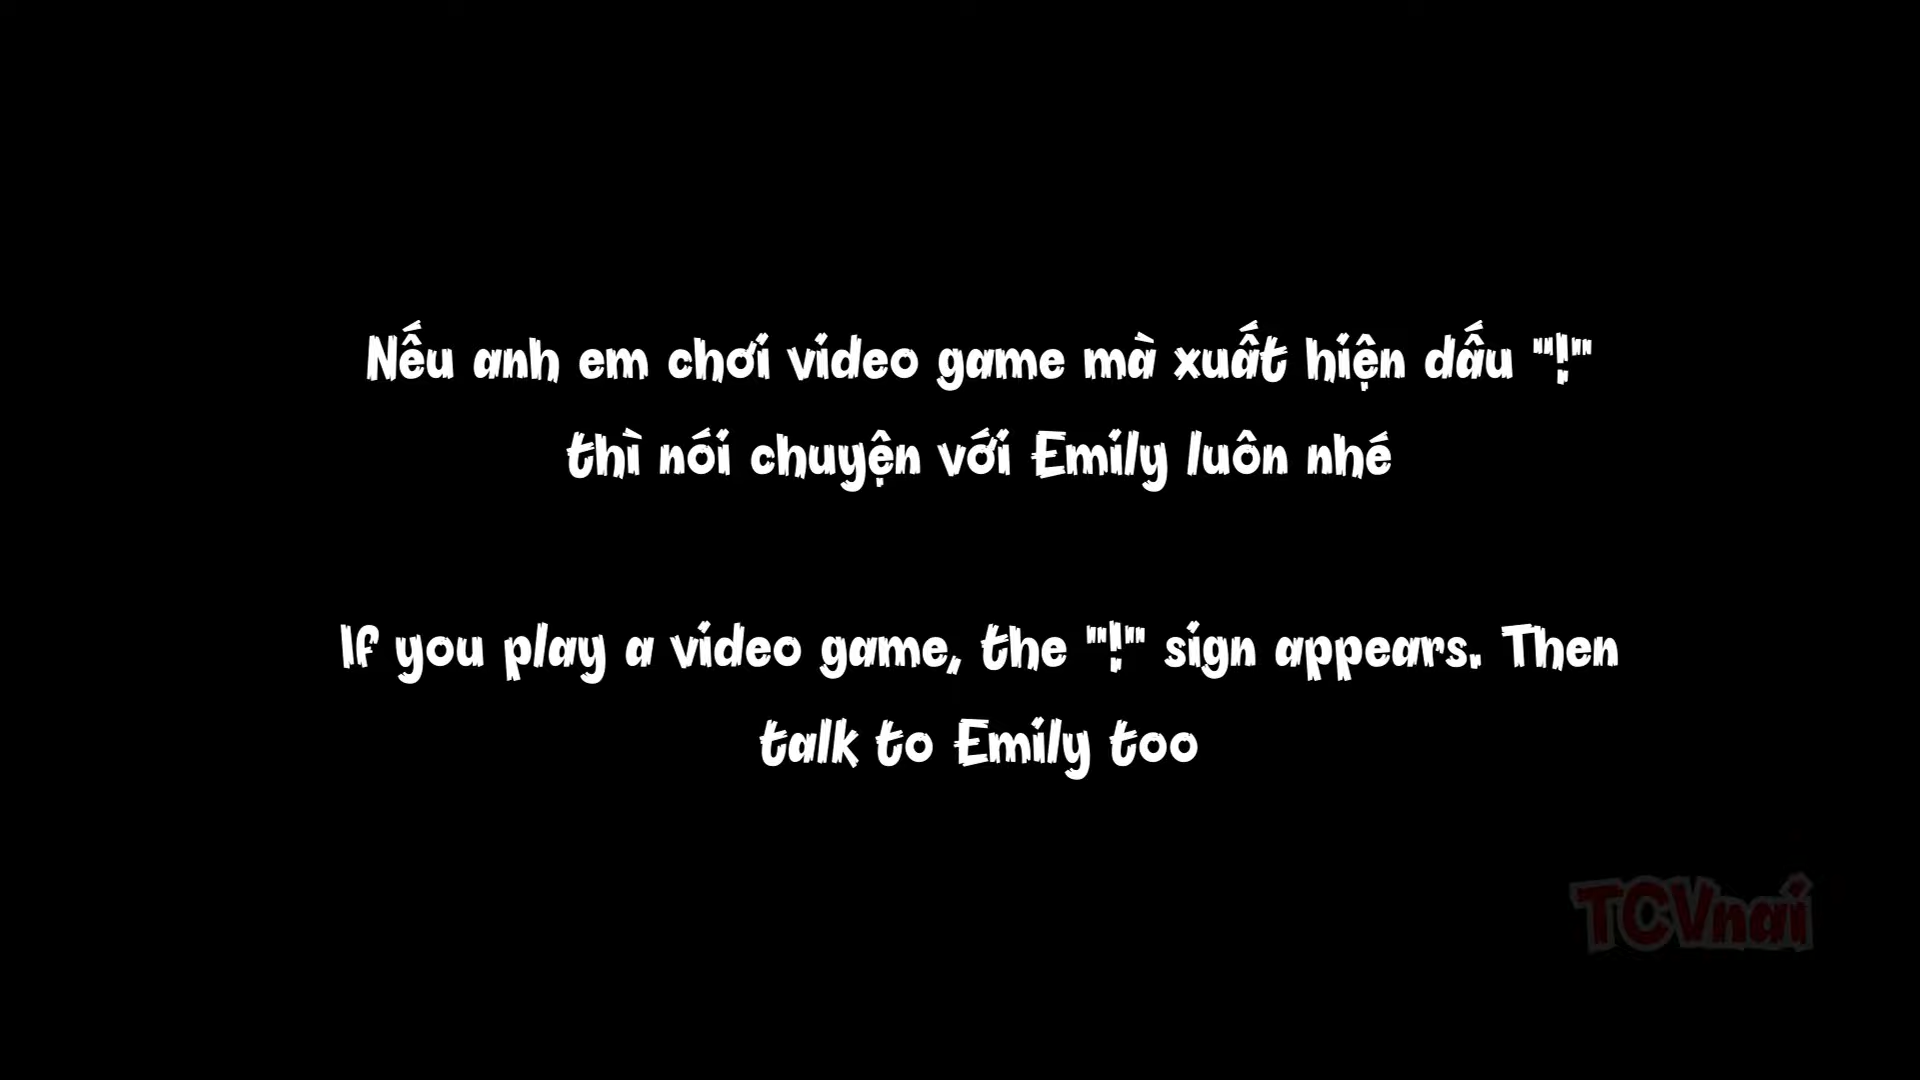 Nếu anh em chơi video game mà xuất hiện dấu "!"
thì nói chuyện với Emily luôn nhé
If you play a video game, the "!" sign appears. Then
talk to Emily too
TCVnai